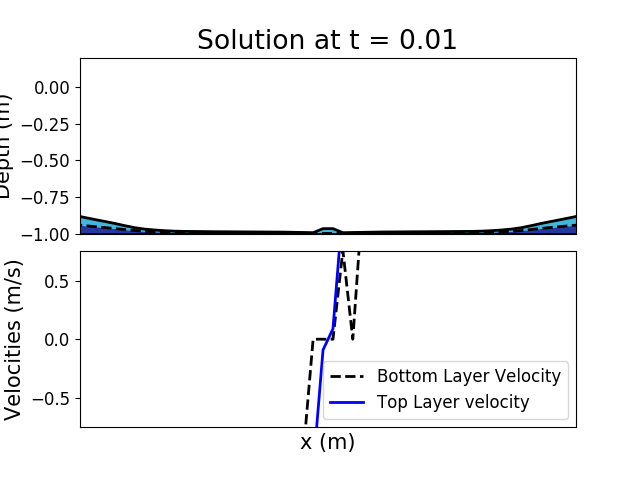 Solution at t = 0.01
Depth (m)
0.00
−0.25
−0.50
−0.75
−1.00
Velocities (m/s)
0.5
0.0
−0.5
Bottom Layer Velocity
Top Layer velocity
x (m)